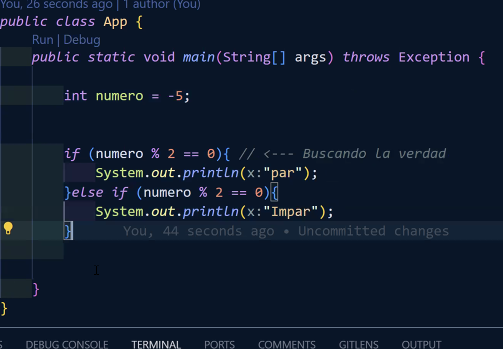 You, 26 seconds ago | 1 author (You)
public class App {
Run | Debug
public static void main(String[] args) throws Exception {
int numero = -5;
if (numero % 2 == 0){ // <--- Buscando la verdad
System.out.println(x:"par");
}else if (numero % 2 == 0){
System.out.println(x:"Impar");
} You, 44 seconds ago • Uncommitted changes
}
}
DEBUG CONSOLE TERMINAL PORTS COMMENTS GITLENS OUTPUT